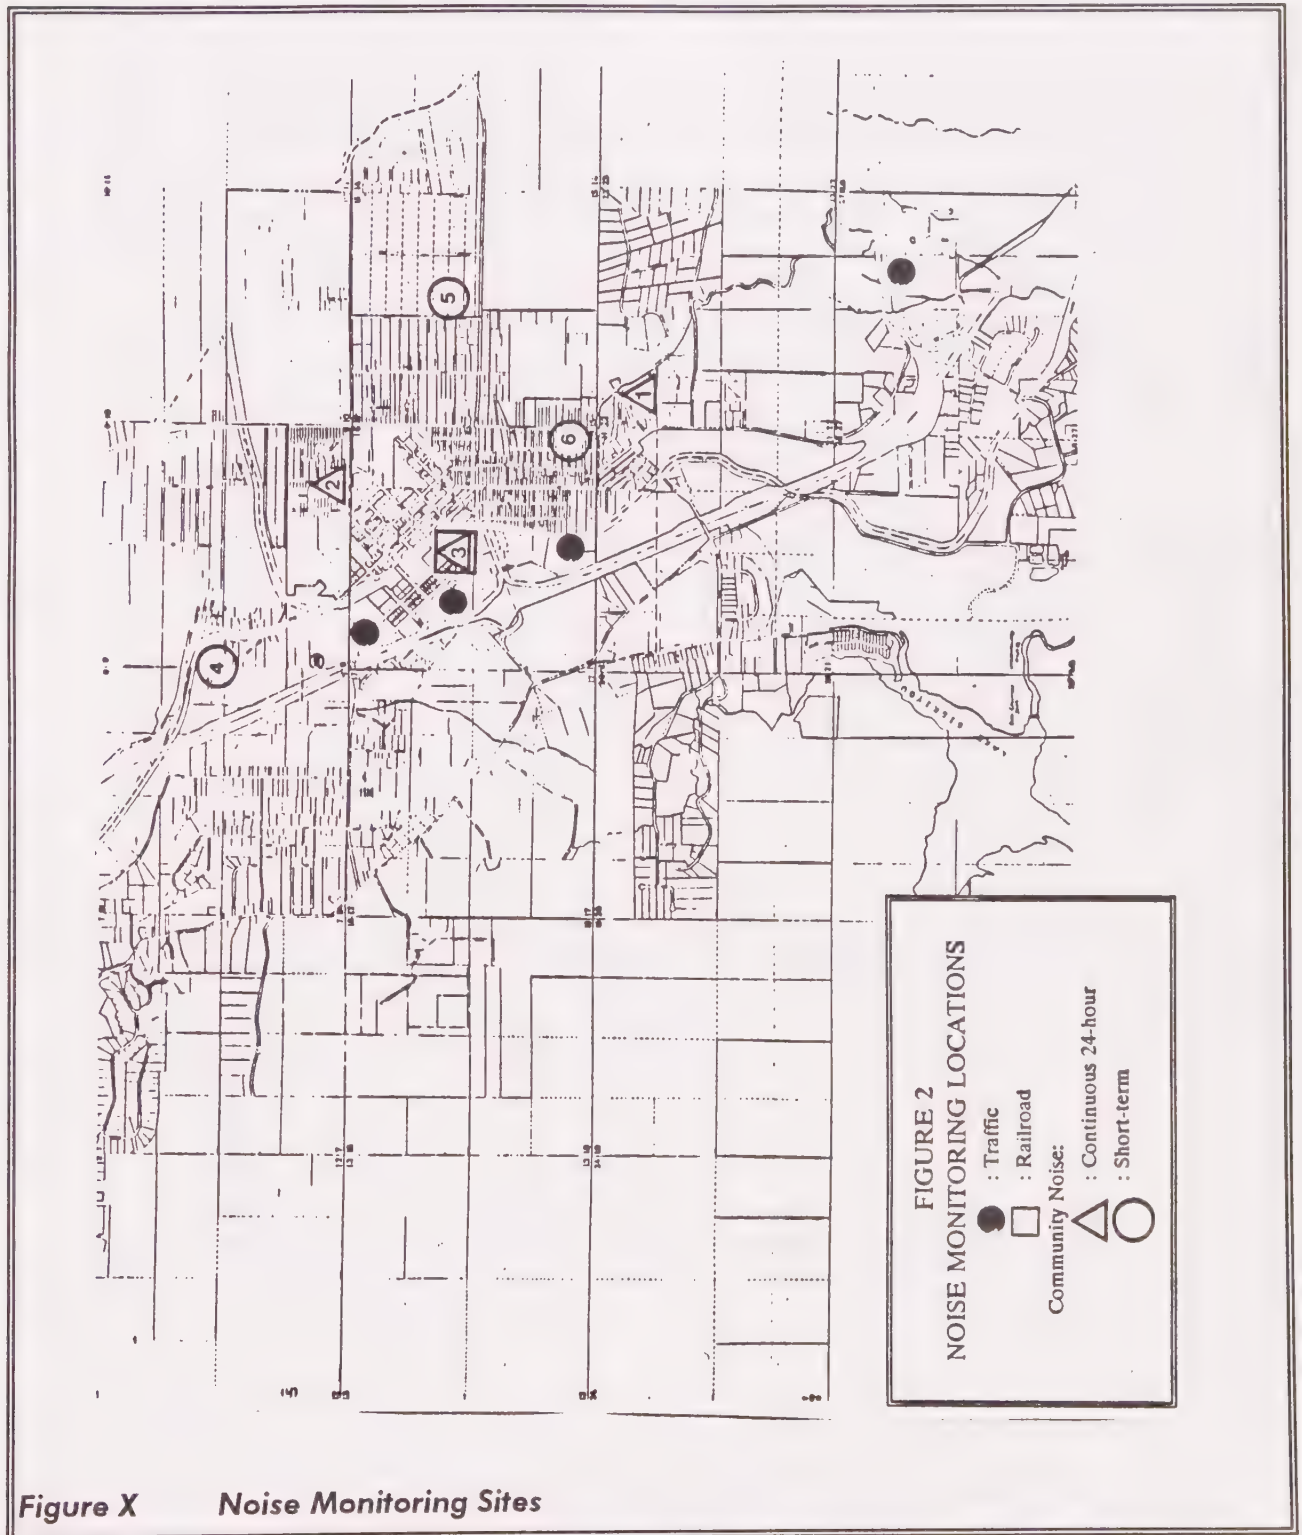 5
1
6
2
3
4
FIGURE 2
NOISE MONITORING LOCATIONS
: Traffic
: Railroad
Community Noise:
: Continuous 24-hour
: Short-term
Figure X Noise Monitoring Sites